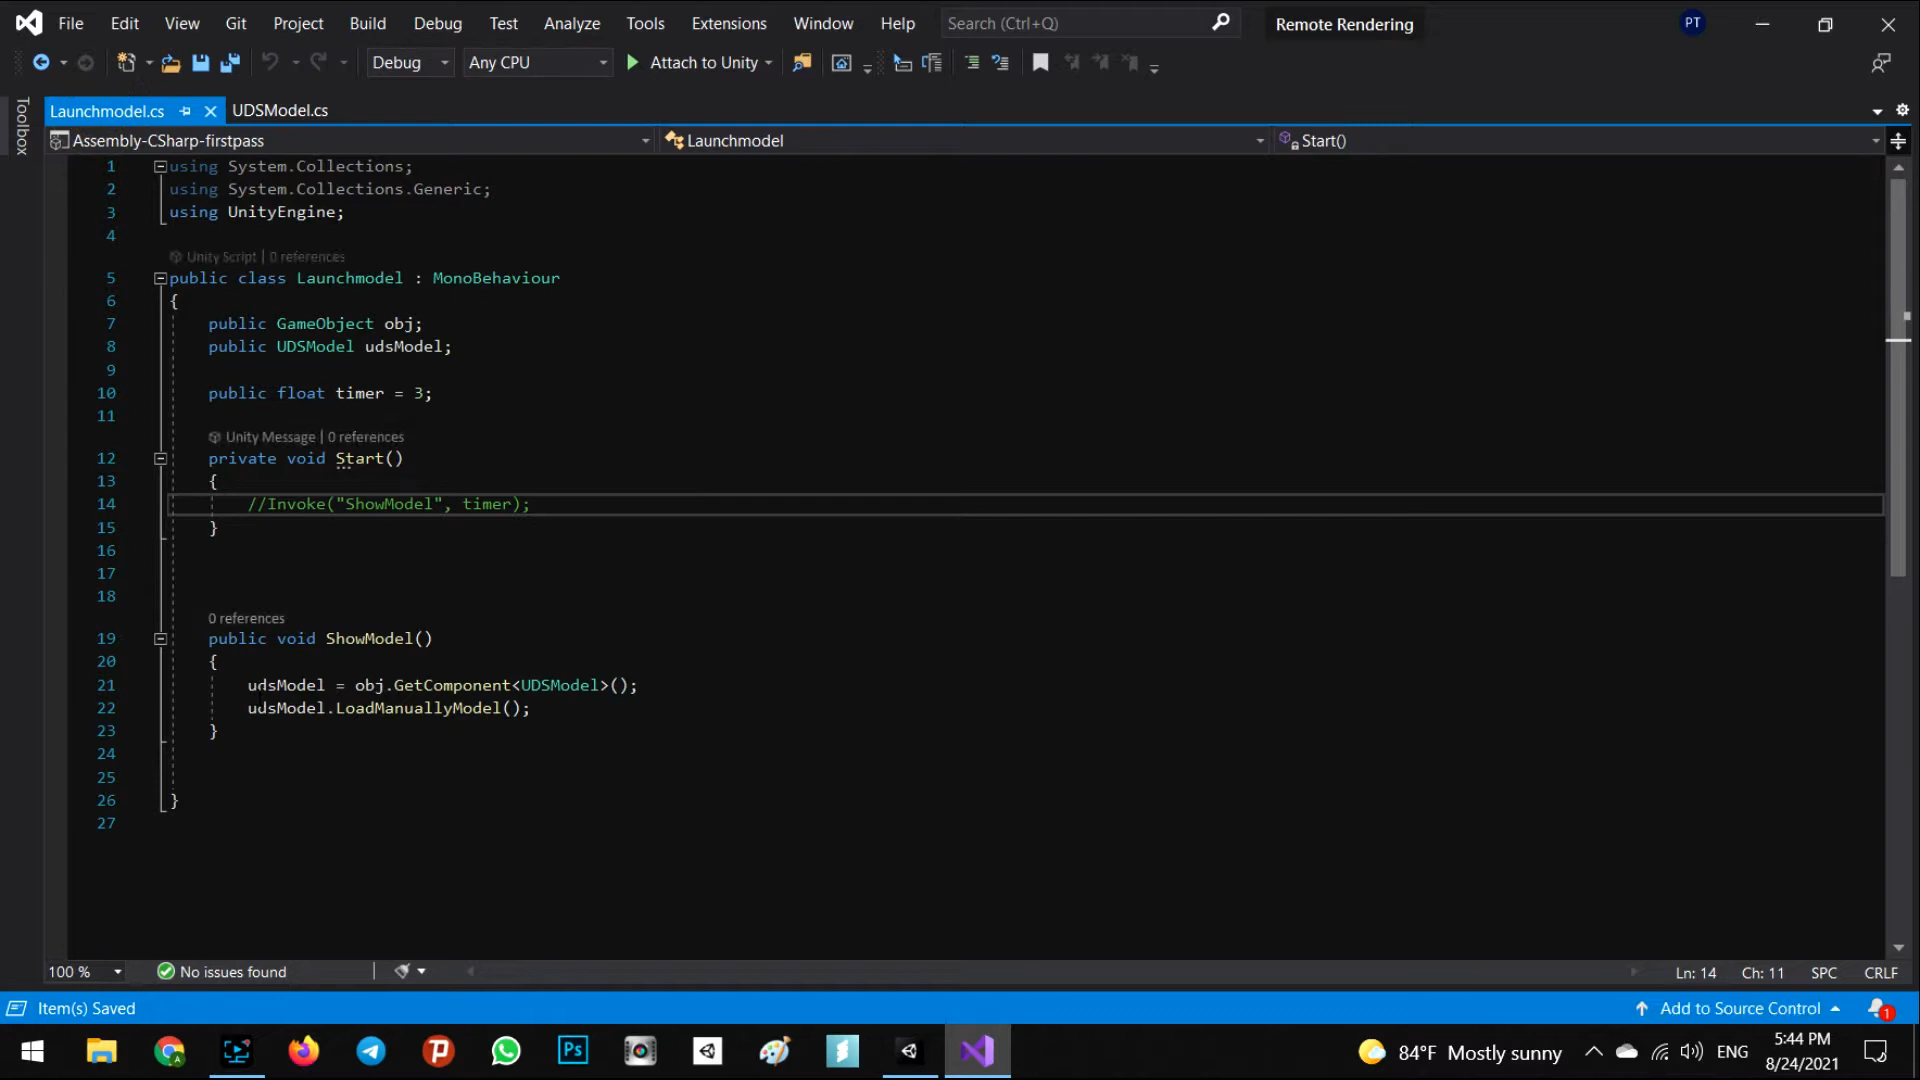 File Edit View Git Project Build Debug Test Analyze Tools Extensions Window Help Search (Ctrl+Q) Remote Rendering PT
Debug Any CPU Attach to Unity
Toolbox
Launchmodel.cs UDSModel.cs
Assembly-CSharp-firstpass Launchmodel Start()
1 using System.Collections;
2 using System.Collections.Generic;
3 using UnityEngine;
4
Unity Script | 0 references
5 public class Launchmodel : MonoBehaviour
6 {
7 public GameObject obj;
8 public UDSModel udsModel;
9
10 public float timer = 3;
11
Unity Message | 0 references
12 private void Start()
13 {
14 //Invoke("ShowModel", timer);
15 }
16
17
18
0 references
19 public void ShowModel()
20 {
21 udsModel = obj.GetComponent<UDSModel>();
22 udsModel.LoadManuallyModel();
23 }
24
25
26 }
27
100 % No issues found Ln: 14 Ch: 11 SPC CRLF
Item(s) Saved Add to Source Control 1
Ps 84°F Mostly sunny ENG 5:44 PM
8/24/2021